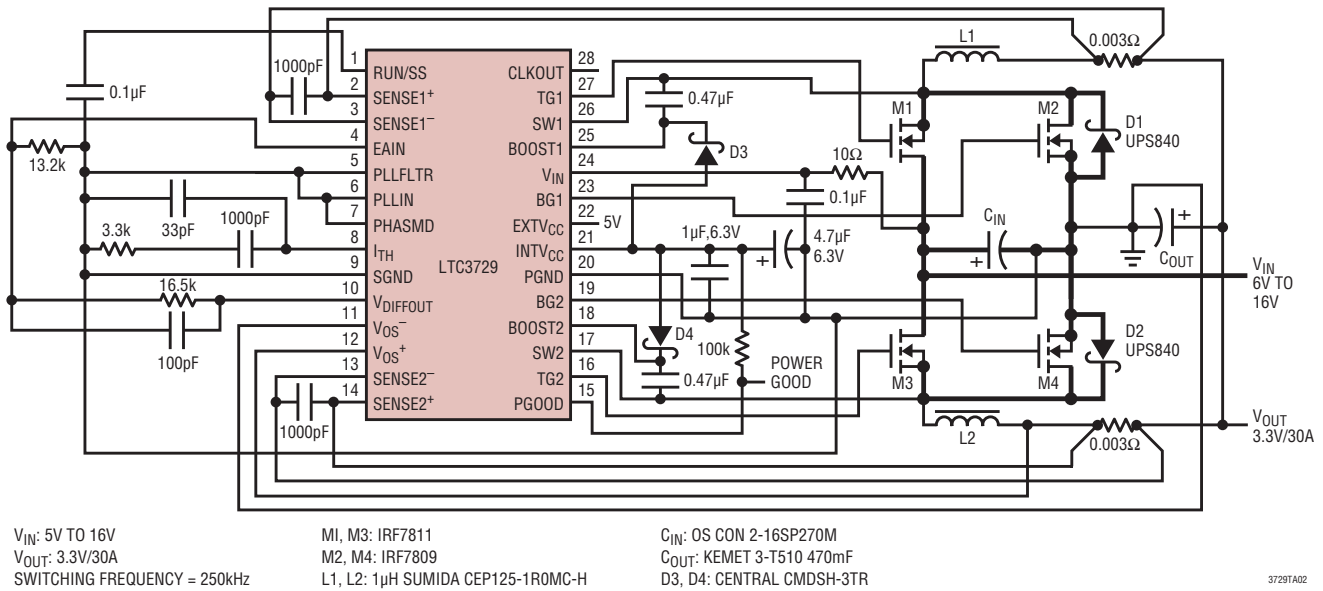 L1
0.003Ω
0.1µF
1000pF
1
RUN/SS
2
SENSE1+
3
SENSE1–
4
EAIN
5
PLLFLTR
6
PLLIN
7
PHASMD
8
ITH
9
SGND
10
VDIFFOUT
11
VOS–
12
VOS+
13
SENSE2–
14
SENSE2+
LTC3729
28
CLKOUT
27
TG1
26
SW1
25
BOOST1
24
VIN
23
BG1
22
EXTVCC
5V
21
INTVCC
20
PGND
19
BG2
18
BOOST2
17
SW2
16
TG2
15
PGOOD
13.2k
33pF
1000pF
3.3k
16.5k
100pF
1000pF
0.47µF
D3
10Ω
0.1µF
1µF,6.3V
4.7µF
6.3V
+
D4
100k
0.47µF
POWER
GOOD
M1
M2
D1
UPS840
CIN
+
COUT
+
VIN
6V TO
16V
M3
M4
D2
UPS840
L2
0.003Ω
VOUT
3.3V/30A
VIN: 5V TO 16V
VOUT: 3.3V/30A
SWITCHING FREQUENCY = 250kHz
MI, M3: IRF7811
M2, M4: IRF7809
L1, L2: 1µH SUMIDA CEP125-1R0MC-H
CIN: OS CON 2-16SP270M
COUT: KEMET 3-T510 470mF
D3, D4: CENTRAL CMDSH-3TR
3729TA02